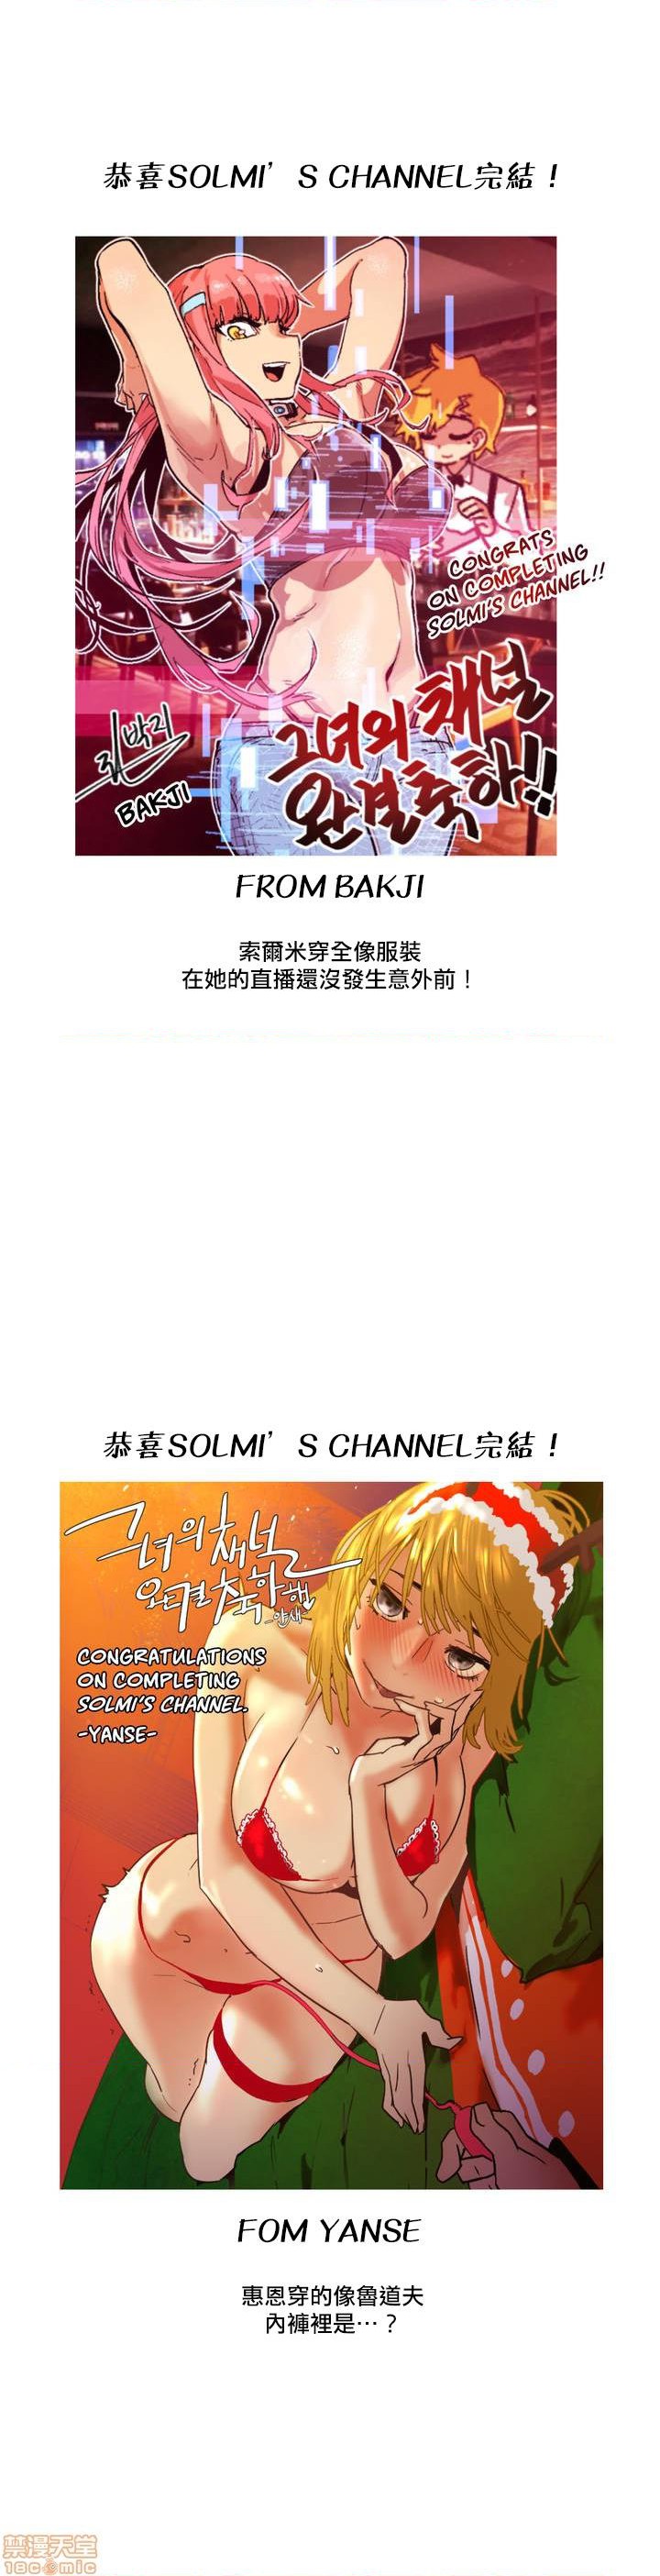 恭喜SOLMI'S CHANNEL完結！
CONGRATS
ON COMPLETING
SOLMI'S CHANNEL!!
그녀의 채널
완결축하!!
BAKJI
FROM BAKJI
索爾米穿全像服裝
在她的直播還沒發生意外前！
恭喜SOLMI'S CHANNEL完結！
그녀의 채널
CONGRATULATIONS
ON COMPLETING
SOLMI'S CHANNEL.
-YANSE-
FOM YANSE
惠恩穿的像魯道夫
內褲裡是…？
禁漫天堂
18comic